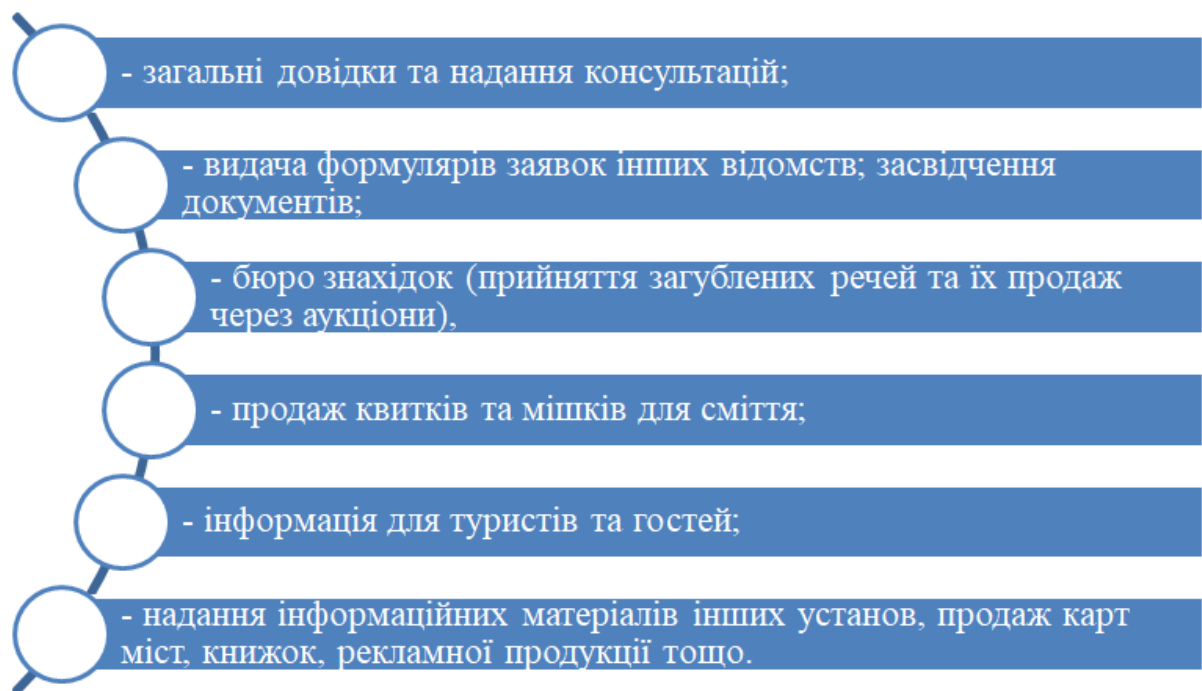 - загальні довідки та надання консультацій;
- видача формулярів заявок інших відомств; засвідчення
документів;
- бюро знахідок (прийняття загублених речей та їх продаж
через аукціони),
- продаж квитків та мішків для сміття;
- інформація для туристів та гостей;
- надання інформаційних матеріалів інших установ, продаж карт
міст, книжок, рекламної продукції тощо.